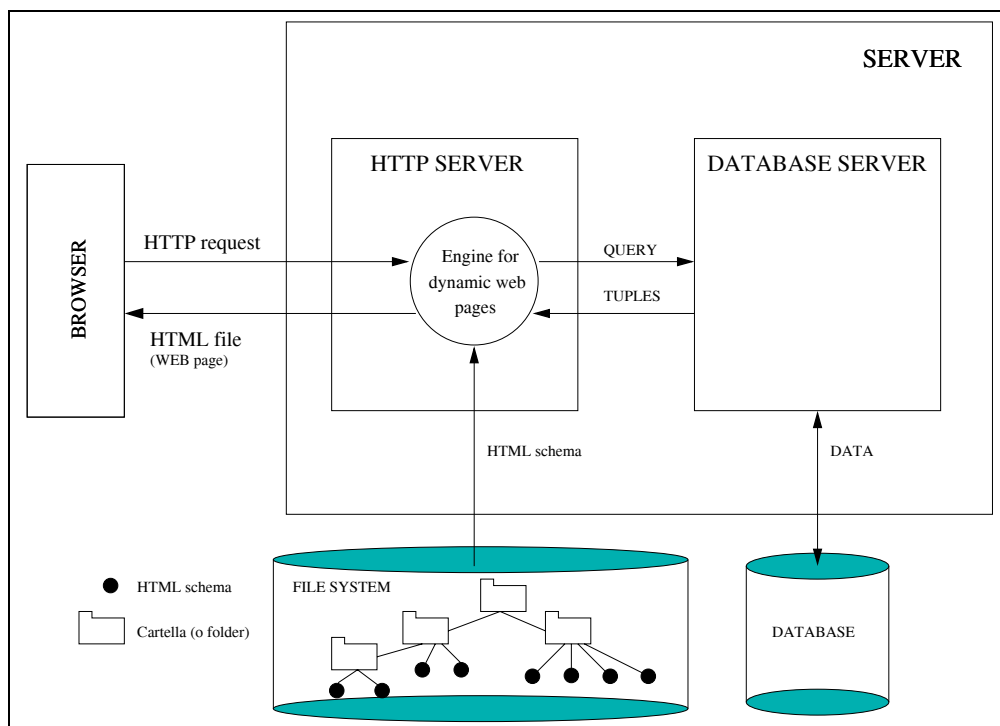 SERVER
HTTP SERVER
DATABASE SERVER
BROWSER
HTTP request
Engine for
dynamic web
pages
QUERY
TUPLES
HTML file
(WEB page)
HTML schema
DATA
HTML schema
Cartella (o folder)
FILE SYSTEM
DATABASE